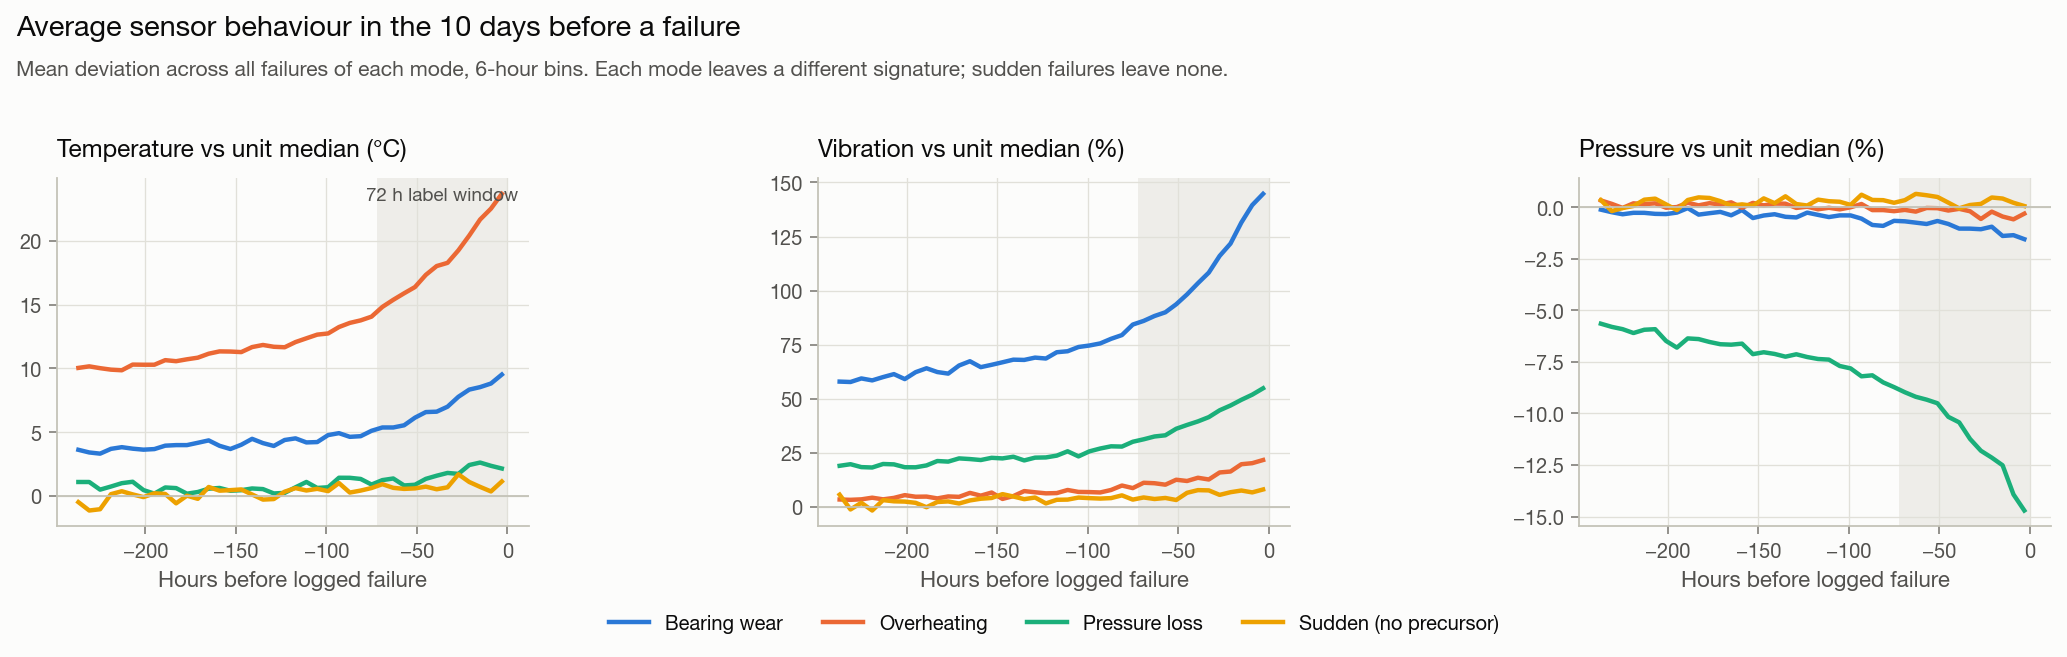 Average sensor behaviour in the 10 days before a failure
Mean deviation across all failures of each mode, 6-hour bins. Each mode leaves a different signature; sudden failures leave none.
Temperature vs unit median (°C)
72 h label window
20
15
10
5
0
−200 −150 −100 −50 0
Hours before logged failure
Vibration vs unit median (%)
150
125
100
75
50
25
0
−200 −150 −100 −50 0
Hours before logged failure
Pressure vs unit median (%)
0.0
−2.5
−5.0
−7.5
−10.0
−12.5
−15.0
−200 −150 −100 −50 0
Hours before logged failure
Bearing wear Overheating Pressure loss Sudden (no precursor)